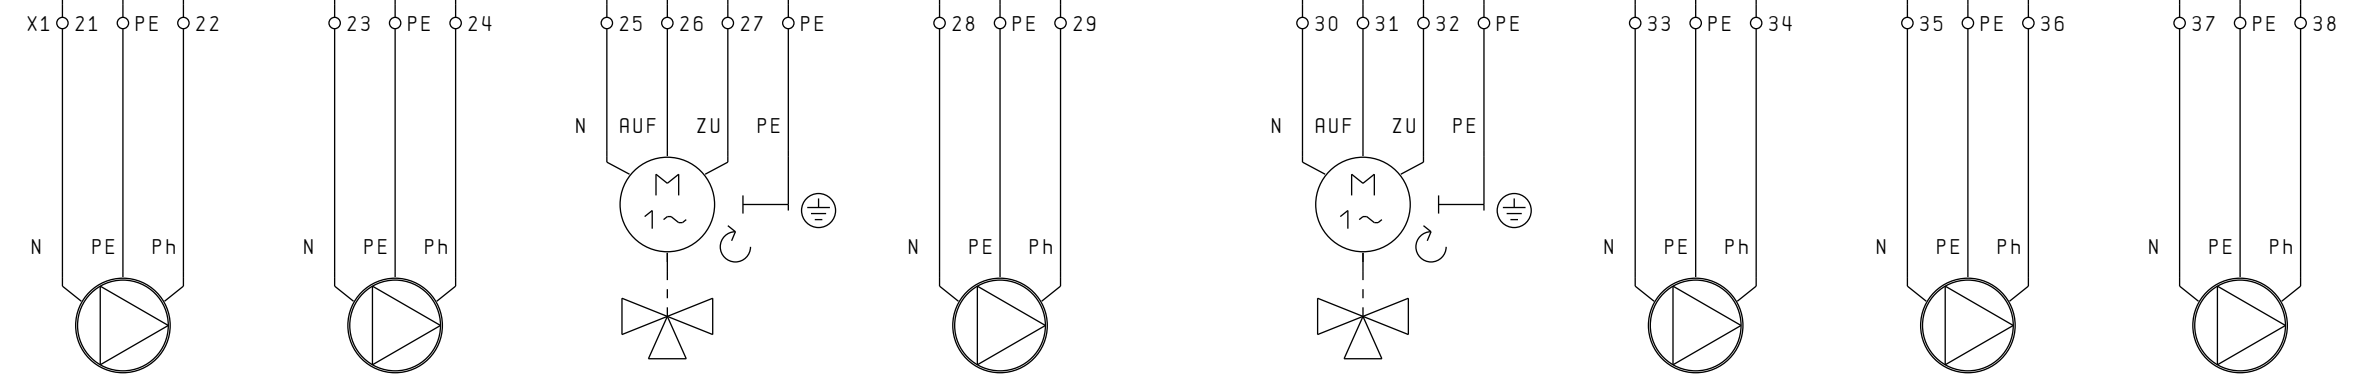 X1 21 PE 22 23 PE 24 25 26 27 PE 28 PE 29 30 31 32 PE 33 PE 34 35 PE 36 37 PE 38
N AUF ZU PE N AUF ZU PE
M M
1~ 1~
N PE Ph N PE Ph N PE Ph N PE Ph N PE Ph N PE Ph